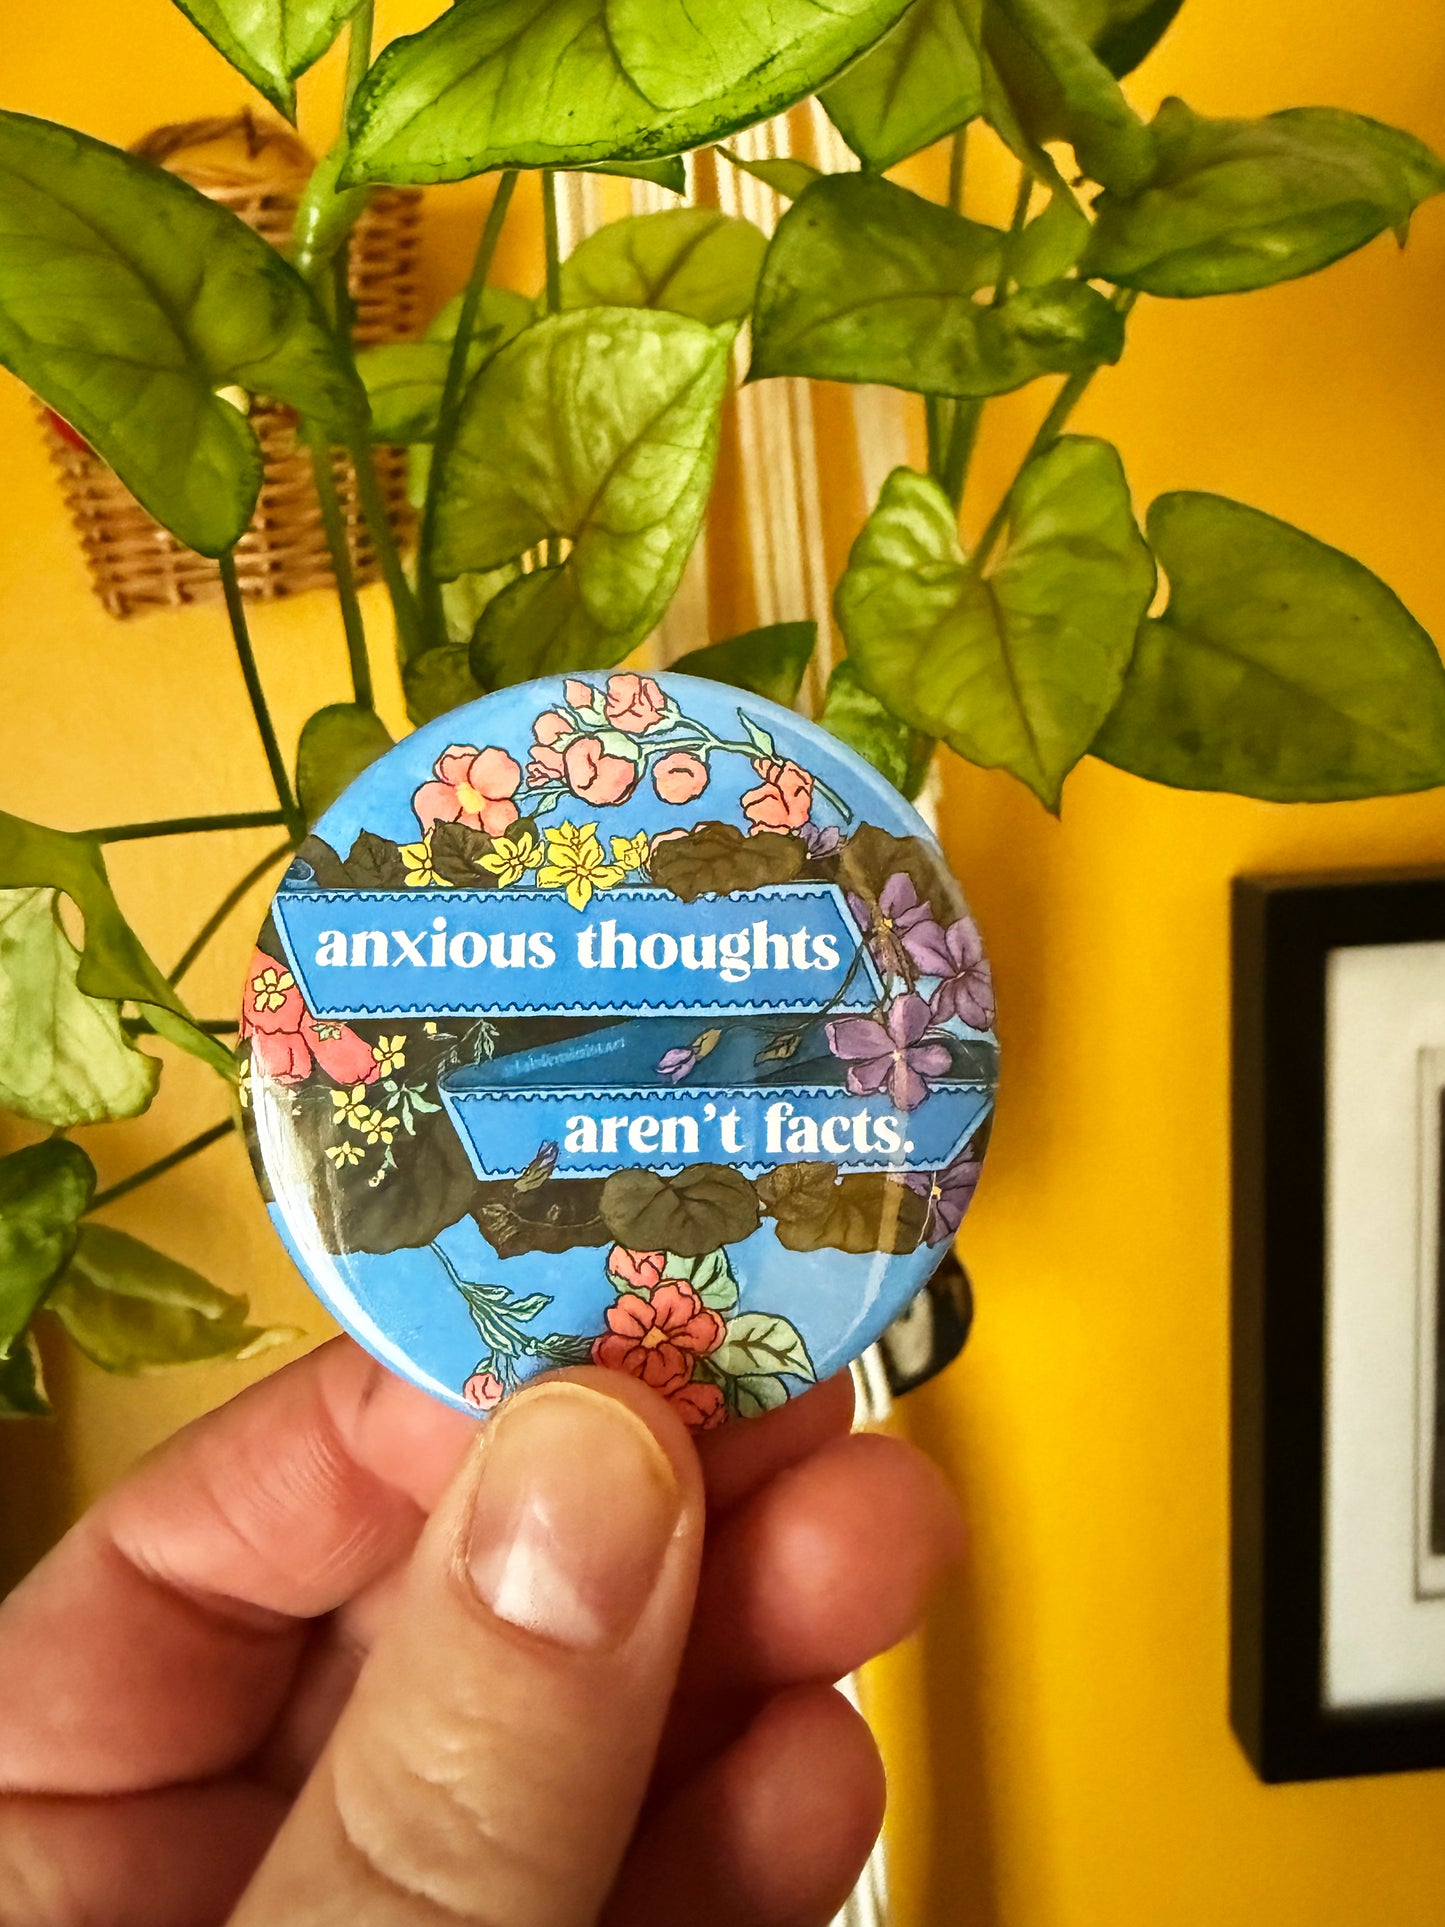 anxious thoughts
aren't facts.